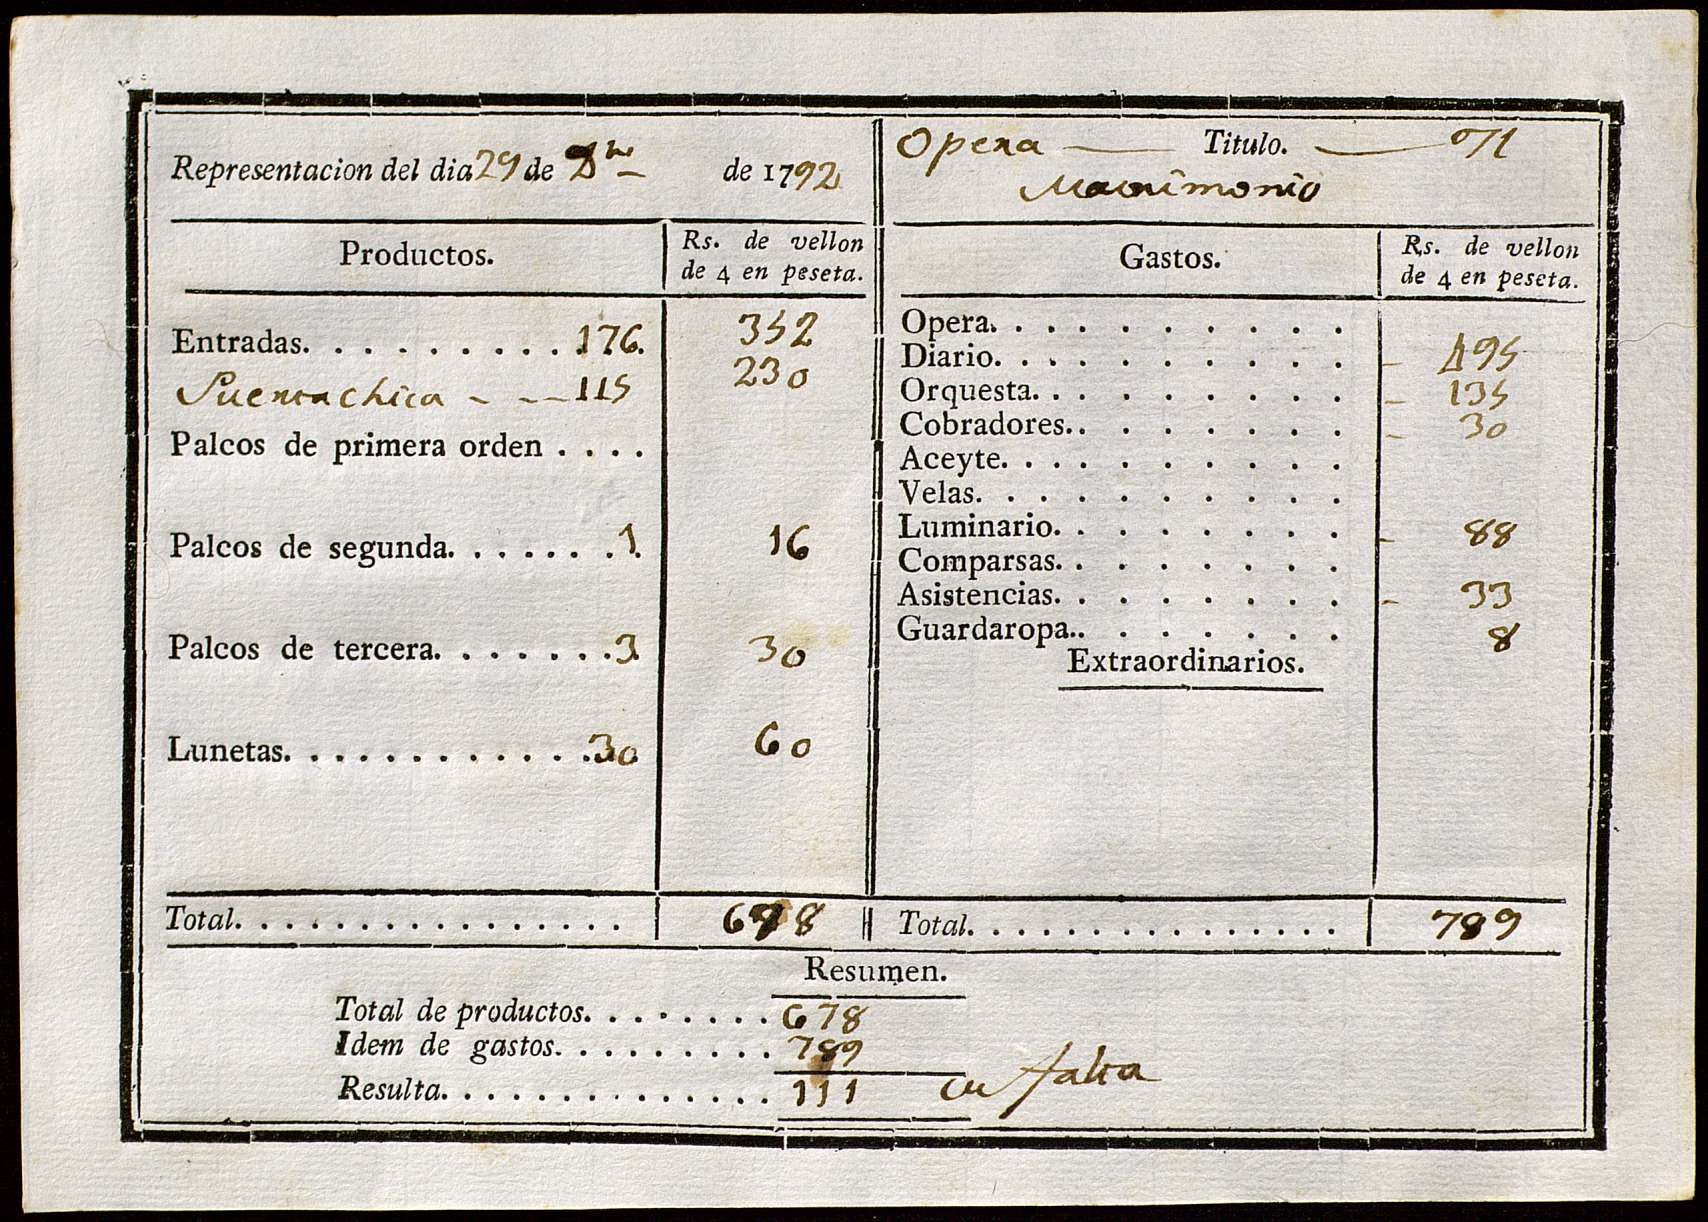 Representacion del dia 29 de de 1792
Opera Titulo.
Matrimonio
Productos. Rs. de vellon de 4 en peseta.
Gastos. Rs. de vellon de 4 en peseta.
Entradas. . . . . . . . . . 176. 352
Puerta chica - - - 115 230
Palcos de primera orden . . . .
Palcos de segunda. . . . . . . 1. 16
Palcos de tercera. . . . . . . 3. 30
Lunetas. . . . . . . . . . . . . 30 60
Total. . . . . . . . . . . . . . . . 678
Opera. . . . . . . . . .
Diario. . . . . . . . . . - 495
Orquesta. . . . . . . . . - 135
Cobradores.. . . . . . . - 30
Aceyte. . . . . . . . . .
Velas. . . . . . . . . .
Luminario. . . . . . . . - 88
Comparsas. . . . . . . .
Asistencias. . . . . . . . - 33
Guardaropa.. . . . . . . 8
Extraordinarios.
Total. . . . . . . . . . . . . . . . 789
Resumen.
Total de productos. . . . . . . . 678
Idem de gastos. . . . . . . . . 789
Resulta. . . . . . . . . . . . . . 111 en falta